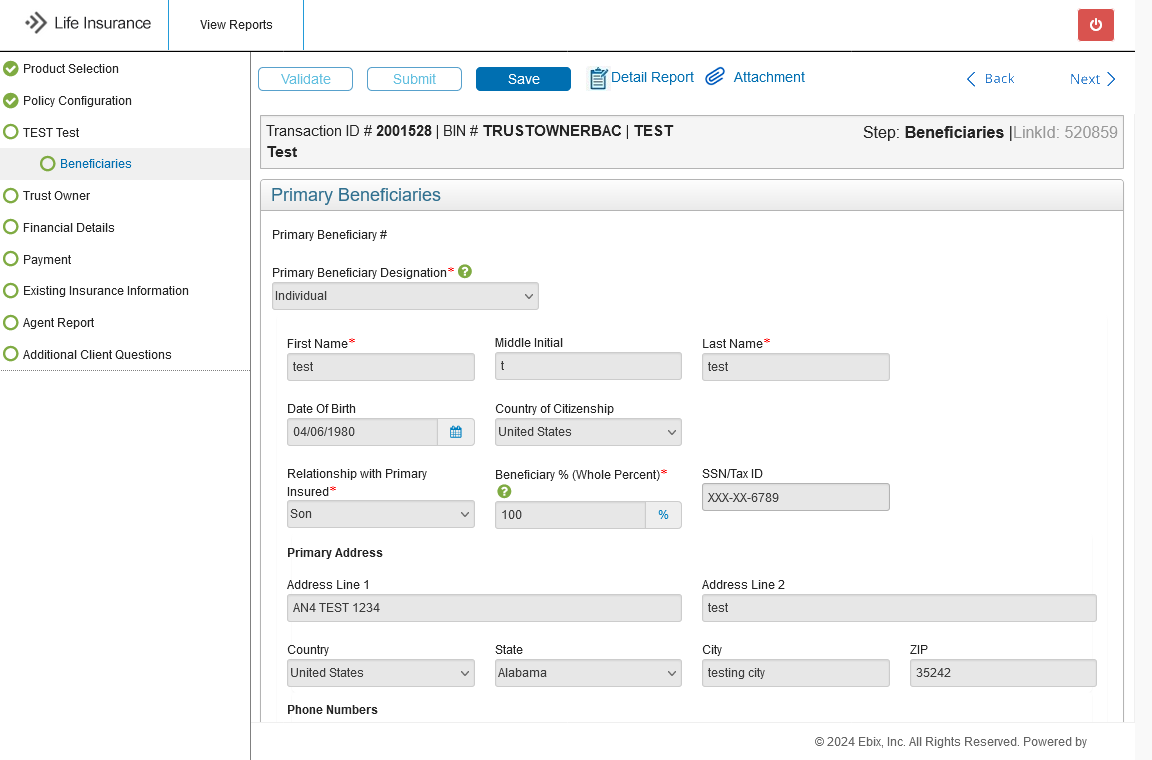 Life Insurance
View Reports
Product Selection
Policy Configuration
TEST Test
Beneficiaries
Trust Owner
Financial Details
Payment
Existing Insurance Information
Agent Report
Additional Client Questions
Validate
Submit
Save
Detail Report
Attachment
Back
Next
Transaction ID # 2001528 | BIN # TRUSTOWNERBAC | TEST
Test
Step: Beneficiaries |LinkId: 520859
Primary Beneficiaries
Primary Beneficiary #
Primary Beneficiary Designation* ?
Individual
First Name* Middle Initial Last Name*
test t test
Date Of Birth Country of Citizenship
04/06/1980 United States
Relationship with Primary
Insured*
Son
Beneficiary % (Whole Percent)*
?
100 %
SSN/Tax ID
XXX-XX-6789
Primary Address
Address Line 1 Address Line 2
AN4 TEST 1234 test
Country State City ZIP
United States Alabama testing city 35242
Phone Numbers
© 2024 Ebix, Inc. All Rights Reserved. Powered by